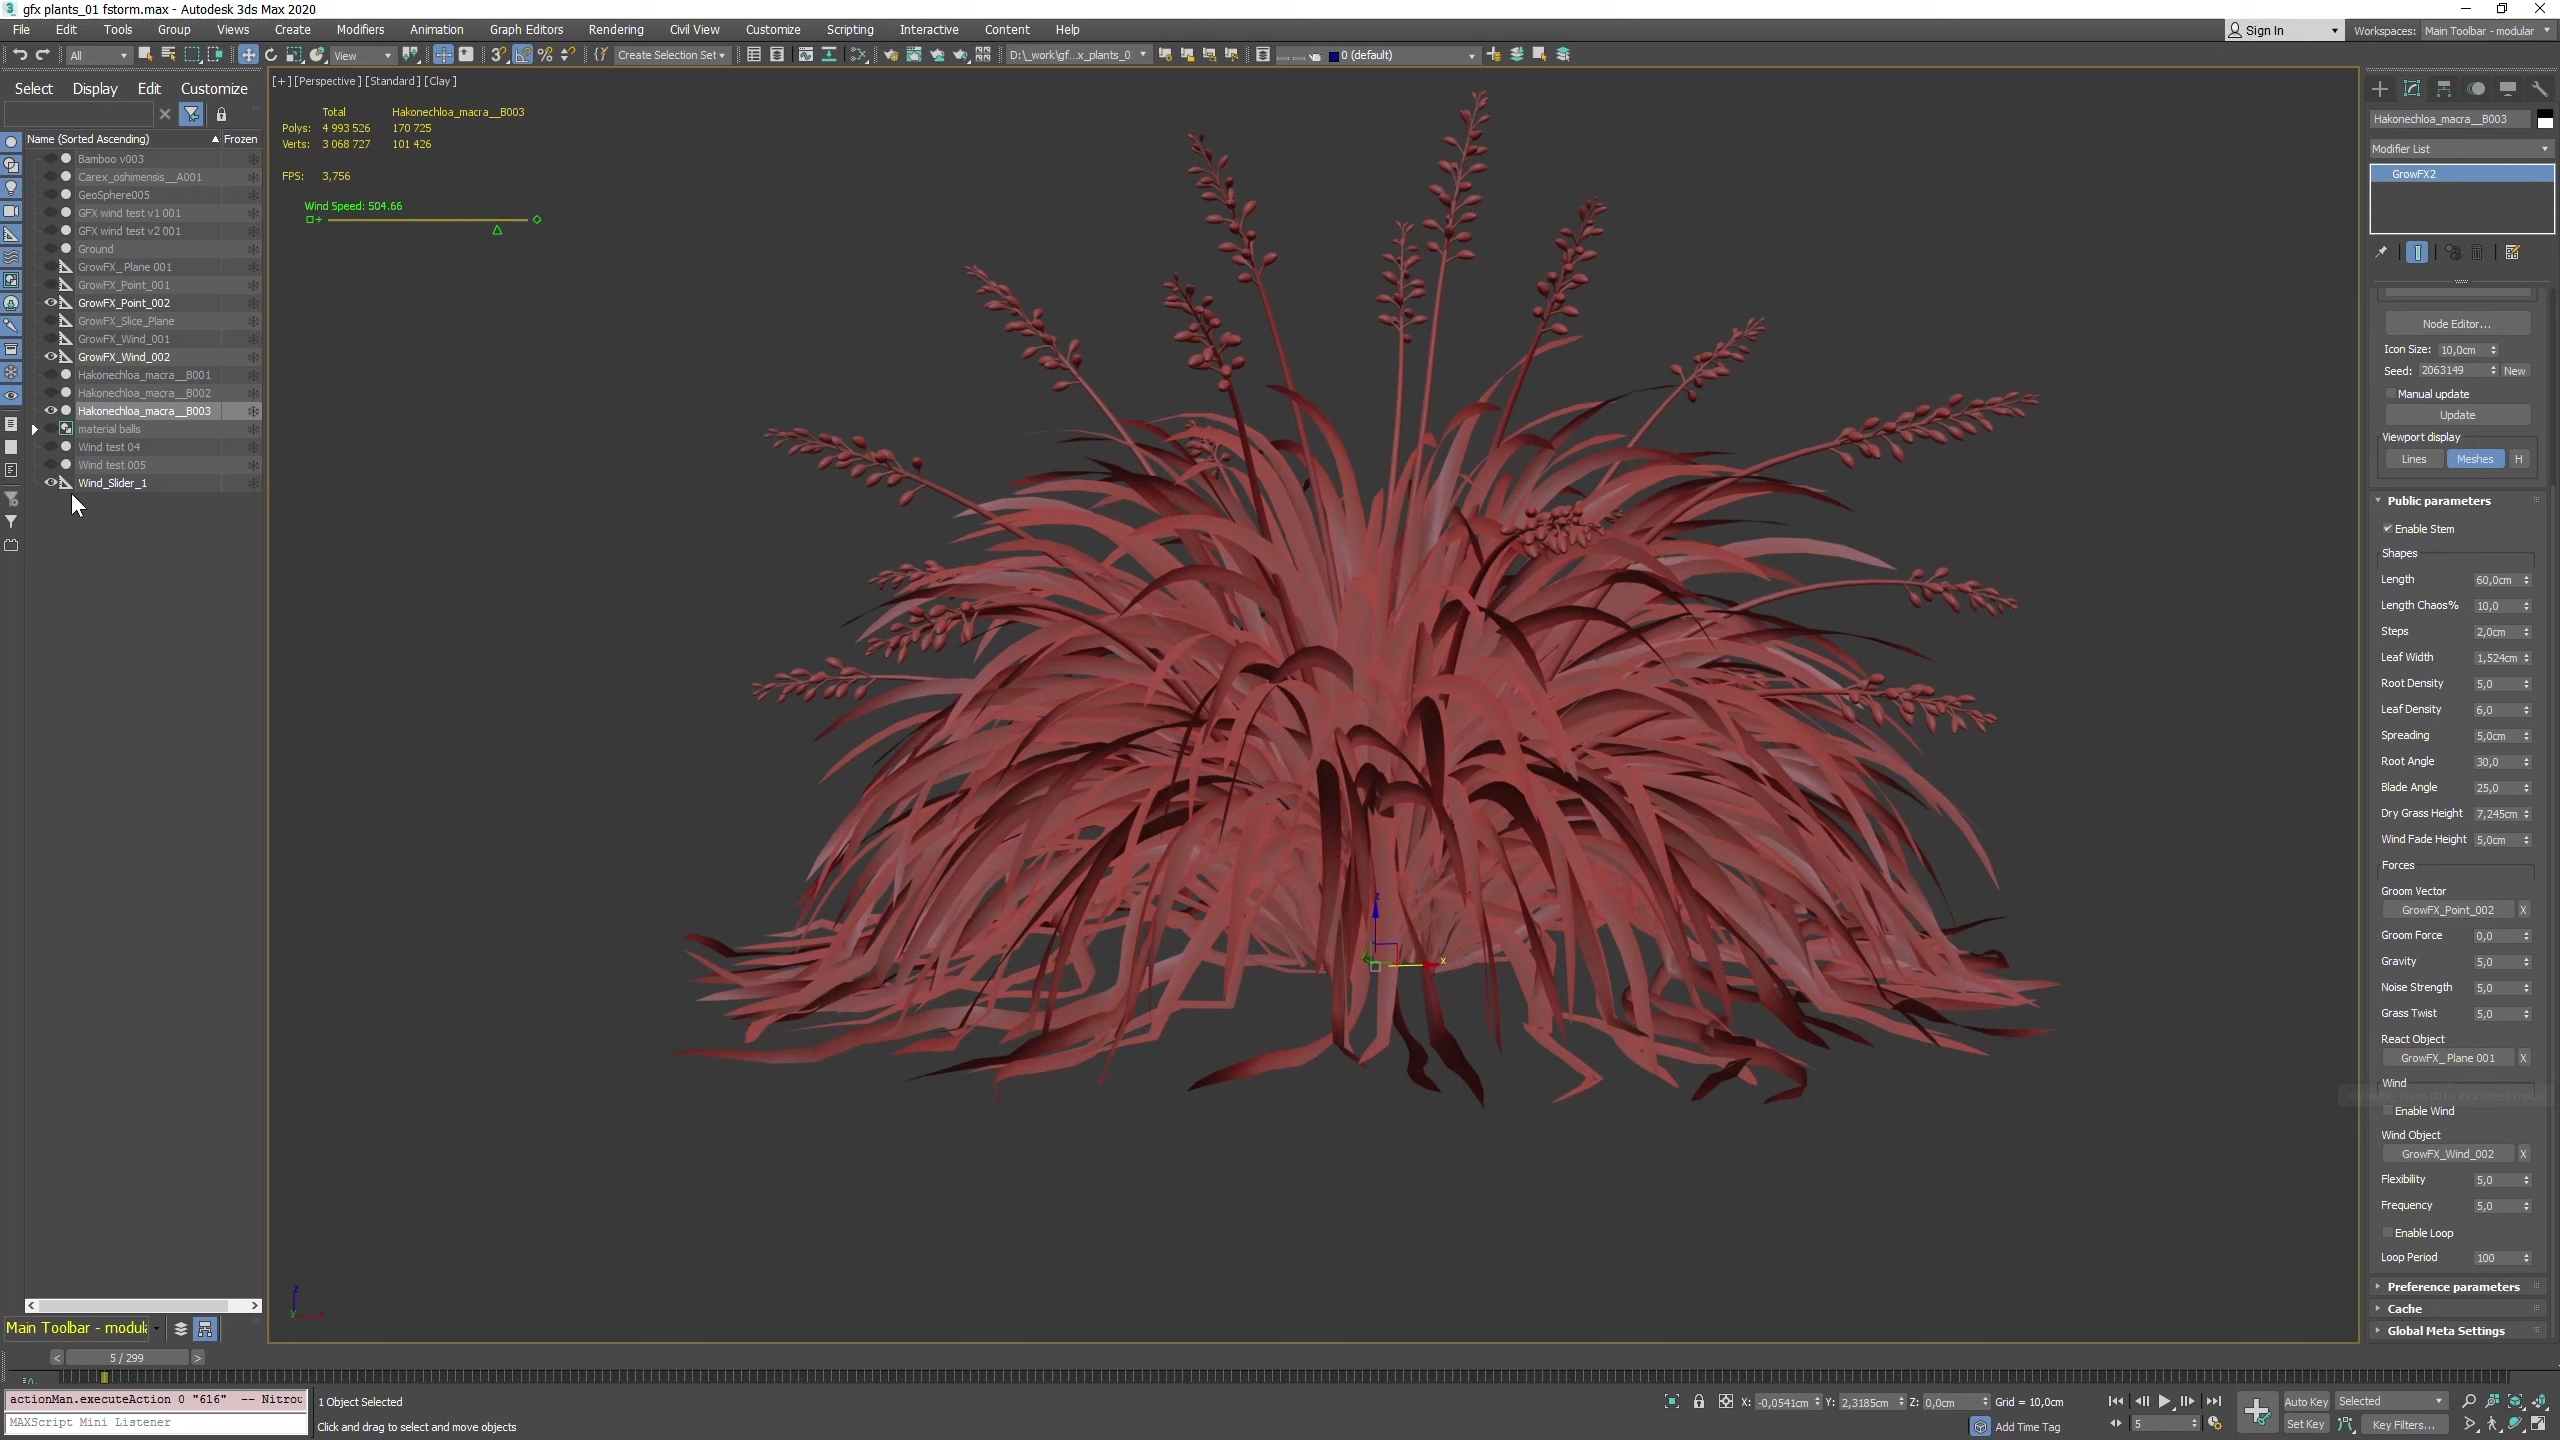 gfx plants_01 fstorm.max - Autodesk 3ds Max 2020
File Edit Tools Group Views Create Modifiers Animation Graph Editors Rendering Civil View Customize Scripting Interactive Content Help
Sign In Workspaces: Main Toolbar - modular
All View Create Selection Set D:\_work\gf...x_plants_0 0 (default)
Select Display Edit Customize
Name (Sorted Ascending) Frozen
Bamboo v003
Carex_oshimensis__A001
GeoSphere005
GFX wind test v1 001
GFX wind test v2 001
Ground
GrowFX_ Plane 001
GrowFX_Point_001
GrowFX_Point_002
GrowFX_Slice_Plane
GrowFX_Wind_001
GrowFX_Wind_002
Hakonechloa_macra__B001
Hakonechloa_macra__B002
Hakonechloa_macra__B003
material balls
Wind test 04
Wind test 005
Wind_Slider_1
Main Toolbar - modula
[+] [Perspective ] [Standard ] [Clay ]
Total Hakonechloa_macra__B003
Polys: 4 993 526 170 725
Verts: 3 068 727 101 426
FPS: 3,756
Wind Speed: 504.66
z
x
z
y
Hakonechloa_macra__B003
Modifier List
GrowFX2
Node Editor...
Icon Size: 10,0cm
Seed: 2063149 New
Manual update
Update
Viewport display
Lines Meshes H
Public parameters
Enable Stem
Shapes
Length 60,0cm
Length Chaos% 10,0
Steps 2,0cm
Leaf Width 1,524cm
Root Density 5,0
Leaf Density 6,0
Spreading 5,0cm
Root Angle 30,0
Blade Angle 25,0
Dry Grass Height 7,245cm
Wind Fade Height 5,0cm
Forces
Groom Vector
GrowFX_Point_002 X
Groom Force 0,0
Gravity 5,0
Noise Strength 5,0
Grass Twist 5,0
React Object
GrowFX_ Plane 001 X
Wind
Enable Wind
Wind Object
GrowFX_Wind_002 X
Flexibility 5,0
Frequency 5,0
Enable Loop
Loop Period 100
Preference parameters
Cache
Global Meta Settings
< 5 / 299 >
actionMan.executeAction 0 "616" -- Nitrou
MAXScript Mini Listener
1 Object Selected
Click and drag to select and move objects
X: -0,0541cm Y: 2,3185cm Z: 0,0cm Grid = 10,0cm
Add Time Tag
5
Auto Key Selected
Set Key Key Filters...